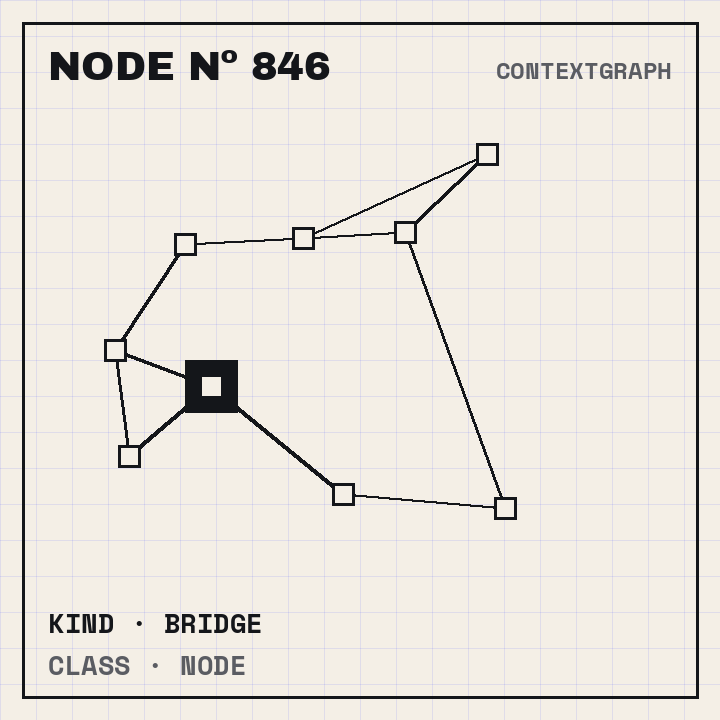 NODE Nº 846
CONTEXTGRAPH
KIND · BRIDGE
CLASS · NODE